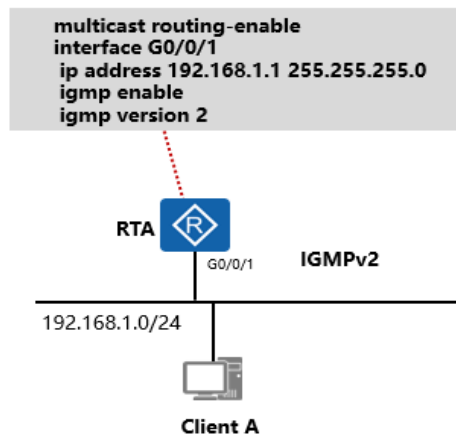 multicast routing-enable
interface G0/0/1
ip address 192.168.1.1 255.255.255.0
igmp enable
igmp version 2
RTA
R
G0/0/1
IGMPv2
192.168.1.0/24
Client A